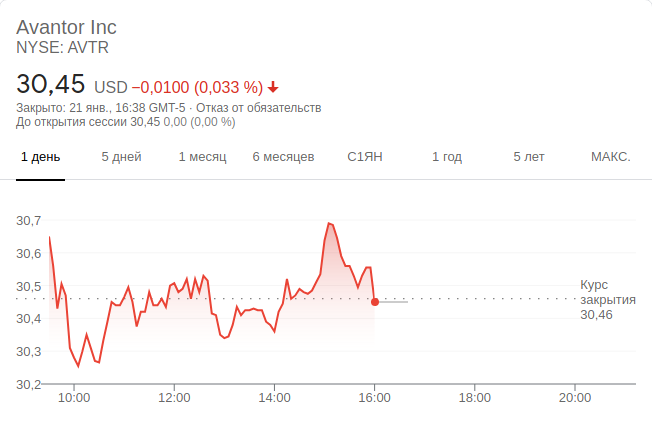 Avantor Inc
NYSE: AVTR
30,45 USD −0,0100 (0,033 %)
Закрыто: 21 янв., 16:38 GMT-5 · Отказ от обязательств
До открытия сессии 30,45 0,00 (0,00 %)
1 день 5 дней 1 месяц 6 месяцев С1ЯН 1 год 5 лет МАКС.
30,7
30,6
30,5
30,4
30,3
30,2
Курс
закрытия
30,46
10:00 12:00 14:00 16:00 18:00 20:00